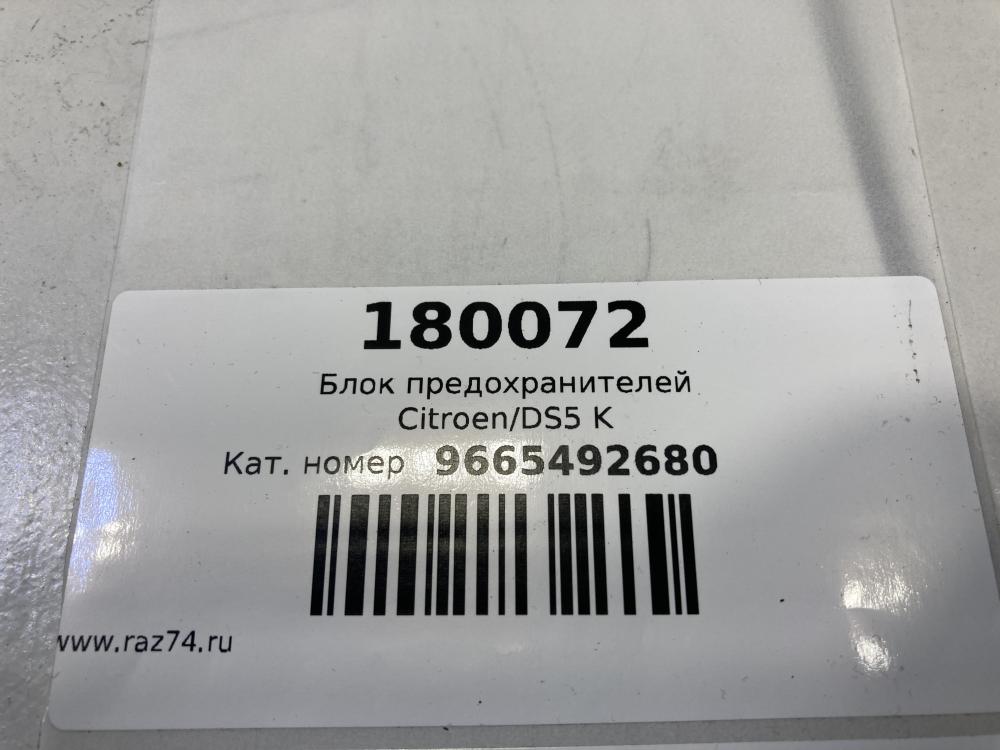 180072
Блок предохранителей
Citroen/DS5 K
Кат. номер 9665492680
www.raz74.ru